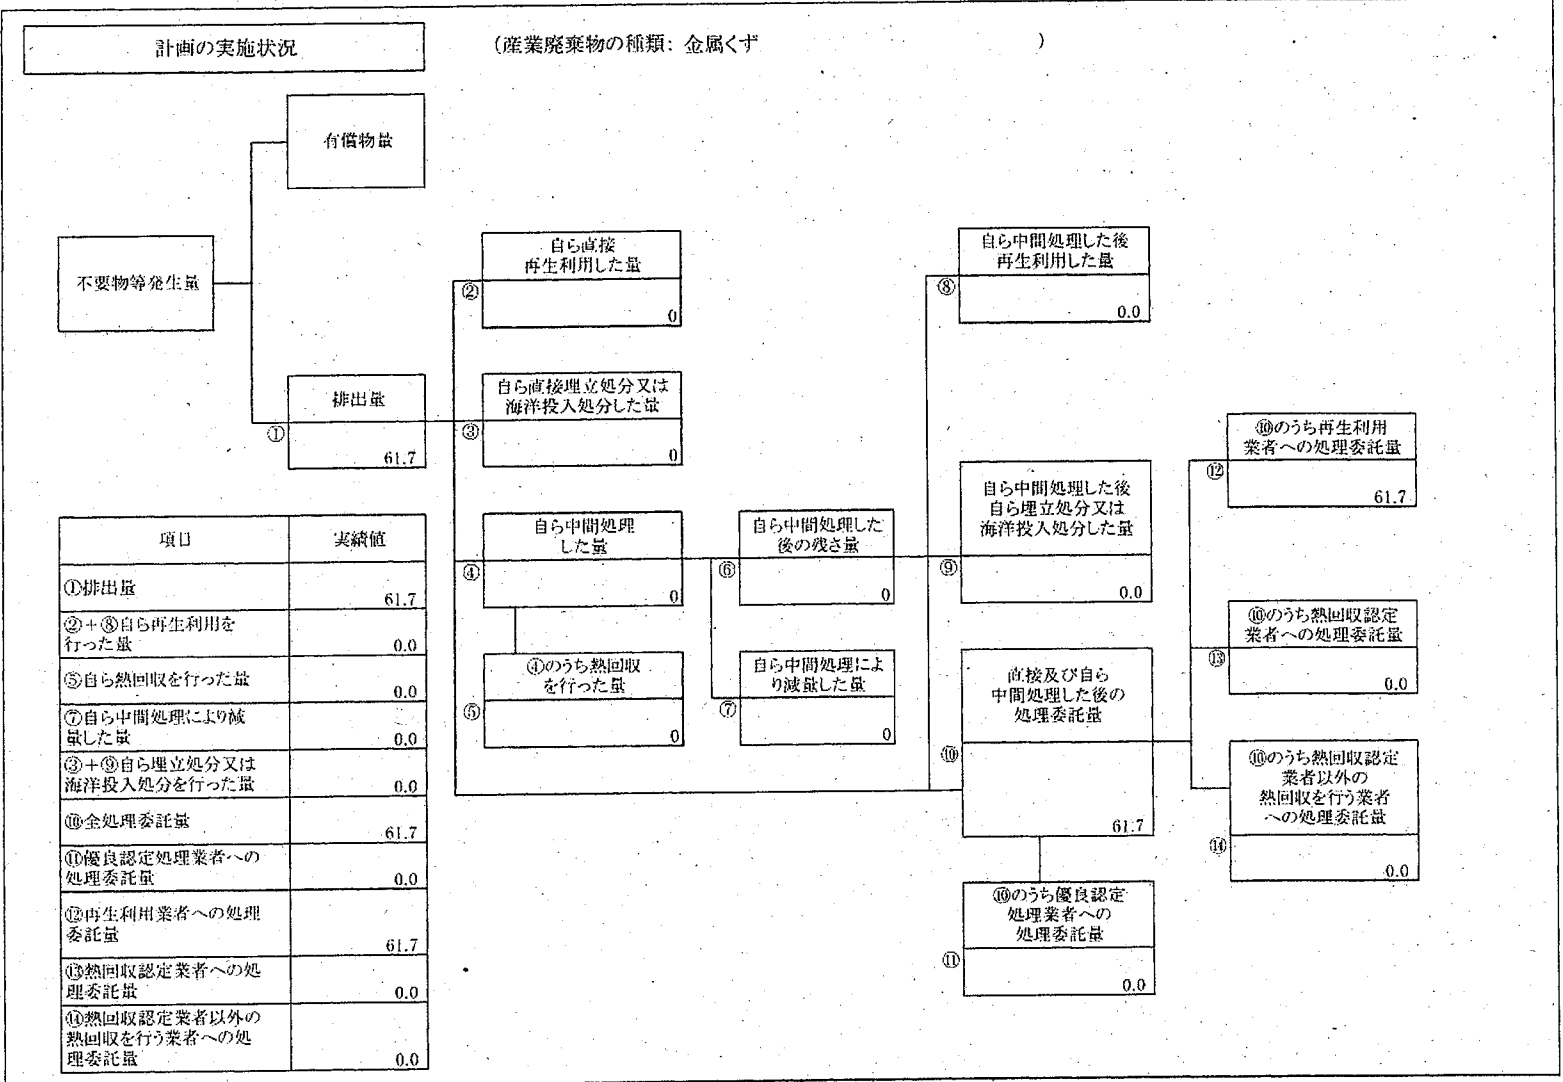 計画の実施状況
（産業廃棄物の種類：金属くず　）
有償物量
不要物等発生量
排出量
①
61.7
自ら直接
再生利用した量
②
0
自ら直接埋立処分又は
海洋投入処分した量
③
0
自ら中間処理
した量
④
0
④のうち熱回収
を行った量
⑤
0
自ら中間処理した
後の残さ量
⑥
0
自ら中間処理によ
り減量した量
⑦
0
自ら中間処理した後
再生利用した量
⑧
0.0
自ら中間処理した後
自ら埋立処分又は
海洋投入処分した量
⑨
0.0
直接及び自ら
中間処理した後の
処理委託量
⑩
61.7
⑩のうち優良認定
処理業者への
処理委託量
⑪
0.0
⑩のうち再生利用
業者への処理委託量
⑫
61.7
⑩のうち熱回収認定
業者への処理委託量
⑬
0.0
⑩のうち熱回収認定
業者以外の
熱回収を行う業者
への処理委託量
⑭
0.0
項目 実績値
①排出量 61.7
②＋⑧自ら再生利用を
行った量 0.0
⑤自ら熱回収を行った量 0.0
⑦自ら中間処理により減
量した量 0.0
③＋⑨自ら埋立処分又は
海洋投入処分を行った量 0.0
⑩全処理委託量 61.7
⑪優良認定処理業者への
処理委託量 0.0
⑫再生利用業者への処理
委託量 61.7
⑬熱回収認定業者への処
理委託量 0.0
⑭熱回収認定業者以外の
熱回収を行う業者への処
理委託量 0.0